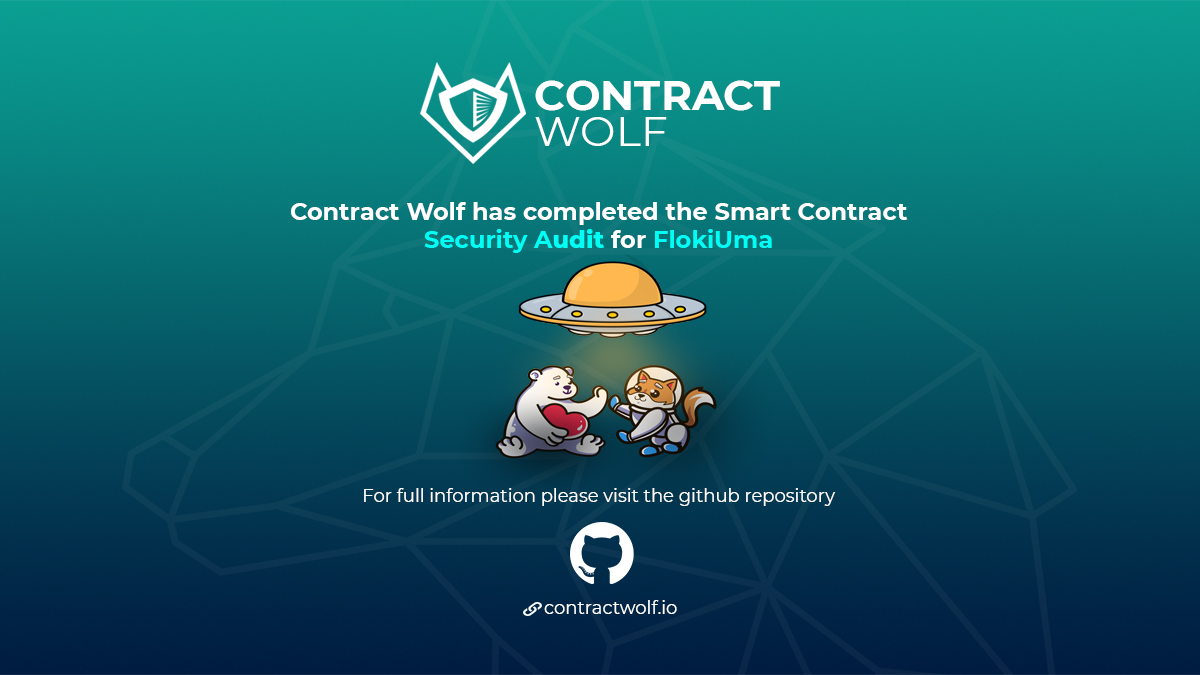 CONTRACT
WOLF
Contract Wolf has completed the Smart Contract
Security Audit for FlokiUma
For full information please visit the github repository
contractwolf.io